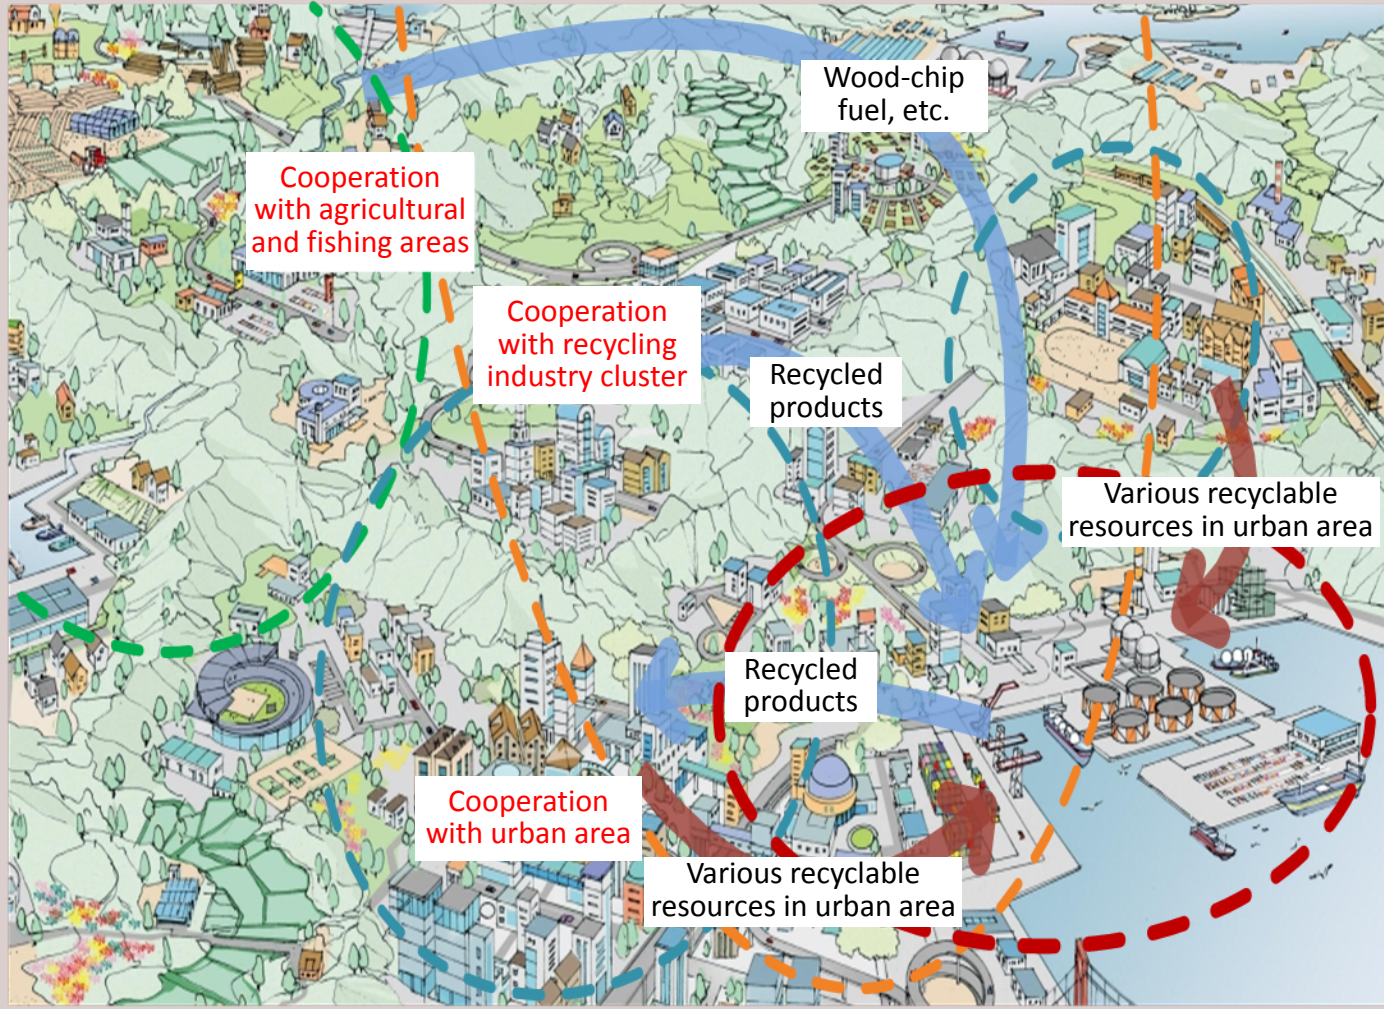 Wood-chip
fuel, etc.
Cooperation
with agricultural
and fishing areas
Cooperation
with recycling
industry cluster
Recycled
products
Various recyclable
resources in urban area
Recycled
products
Cooperation
with urban area
Various recyclable
resources in urban area